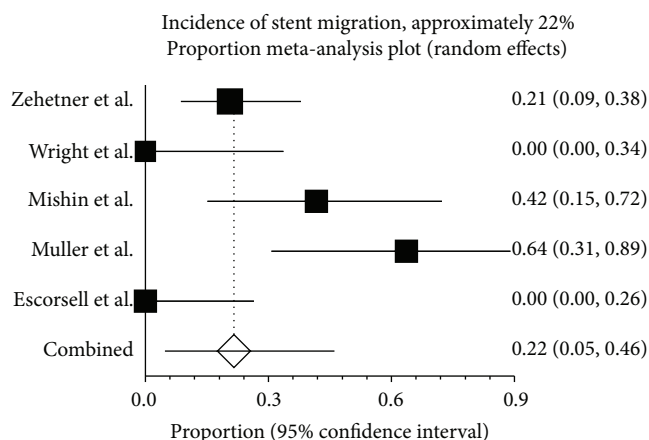 Incidence of stent migration, approximately 22%
Proportion meta-analysis plot (random effects)
Zehetner et al. 0.21 (0.09, 0.38)
Wright et al. 0.00 (0.00, 0.34)
Mishin et al. 0.42 (0.15, 0.72)
Muller et al. 0.64 (0.31, 0.89)
Escorsell et al. 0.00 (0.00, 0.26)
Combined 0.22 (0.05, 0.46)
0.0 0.3 0.6 0.9
Proportion (95% confidence interval)